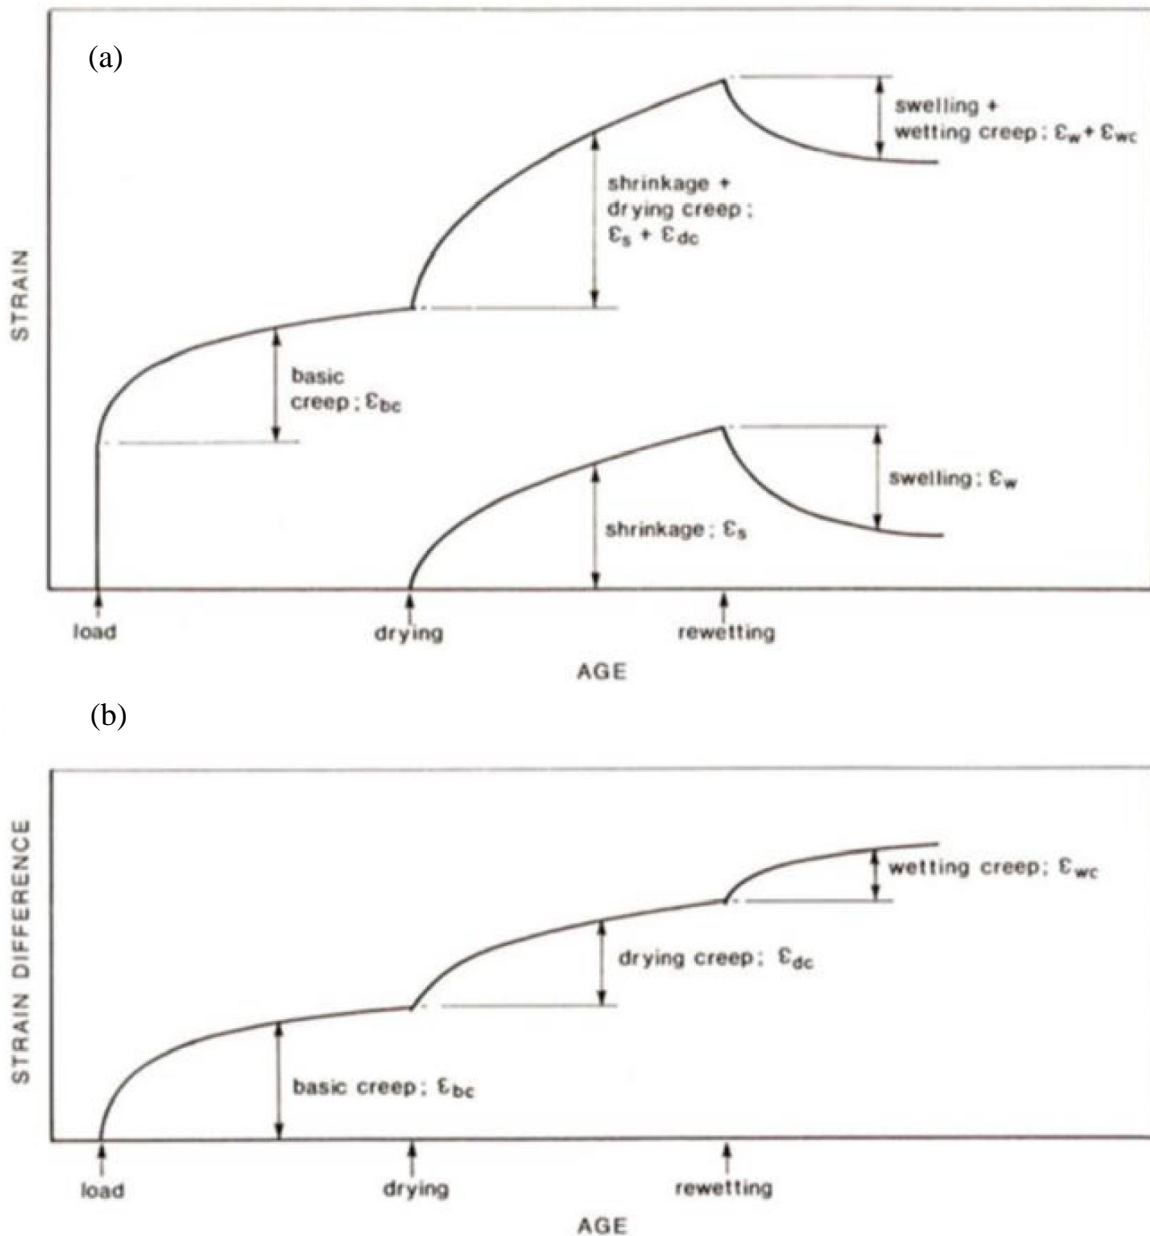 (a)
swelling +
wetting creep; εw + εwc
shrinkage +
drying creep;
εs + εdc
STRAIN
basic
creep; εbc
swelling; εw
shrinkage; εs
load
drying
rewetting
AGE
(b)
STRAIN DIFFERENCE
wetting creep; εwc
drying creep; εdc
basic creep; εbc
load
drying
rewetting
AGE